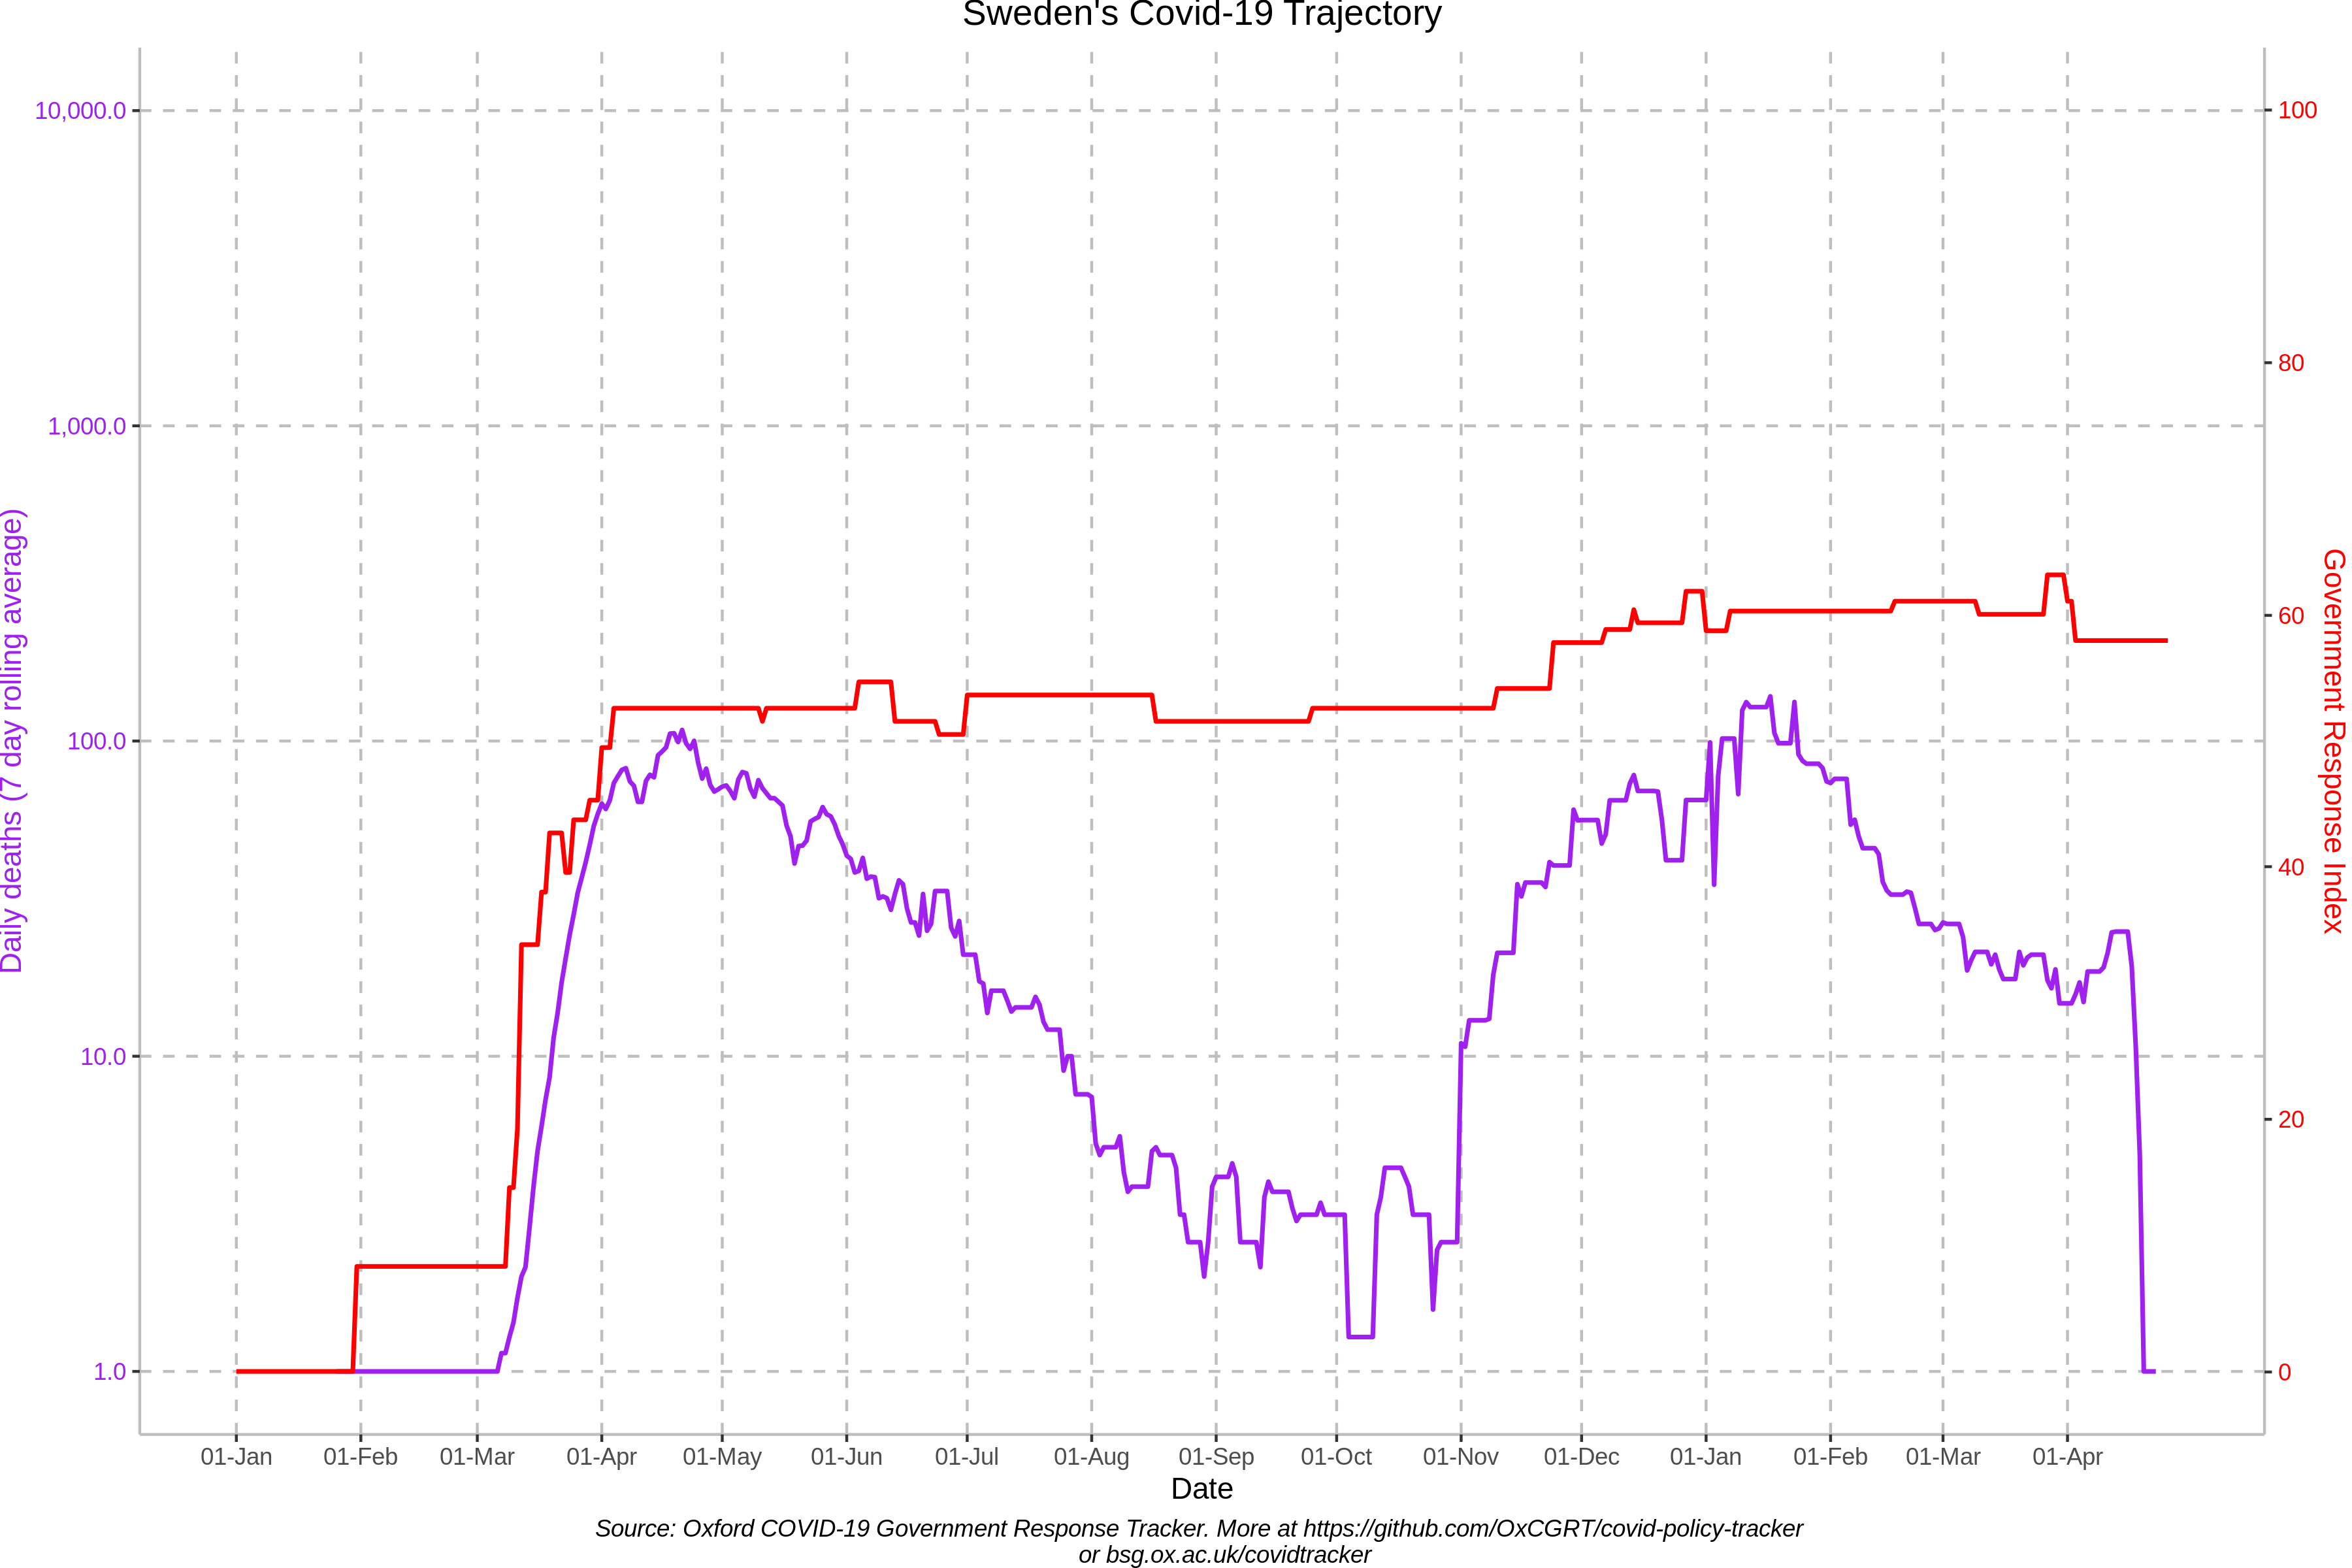 Sweden's Covid-19 Trajectory
10,000.0
1,000.0
100.0
10.0
1.0
Daily deaths (7 day rolling average)
100
80
60
40
20
0
Government Response Index
01-Jan 01-Feb 01-Mar 01-Apr 01-May 01-Jun 01-Jul 01-Aug 01-Sep 01-Oct 01-Nov 01-Dec 01-Jan 01-Feb 01-Mar 01-Apr
Date
Source: Oxford COVID-19 Government Response Tracker. More at https://github.com/OxCGRT/covid-policy-tracker
or bsg.ox.ac.uk/covidtracker